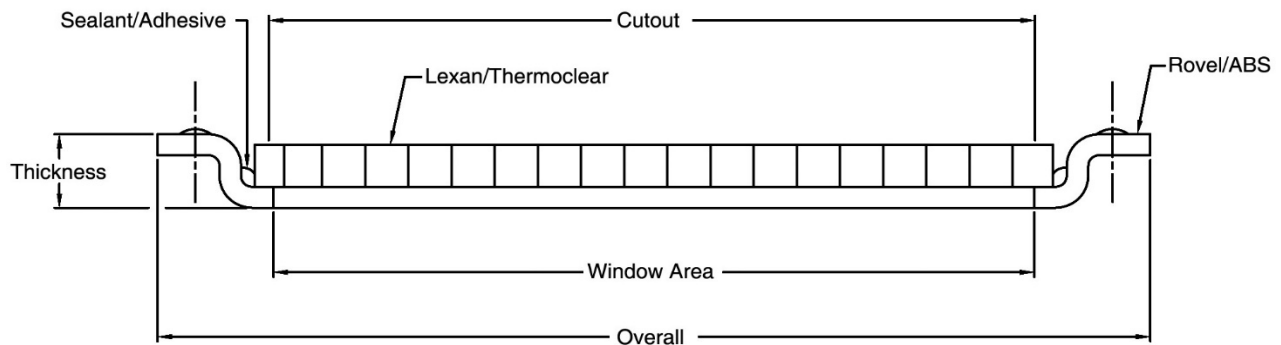 Sealant/Adhesive
Cutout
Lexan/Thermoclear
Rovel/ABS
Thickness
Window Area
Overall